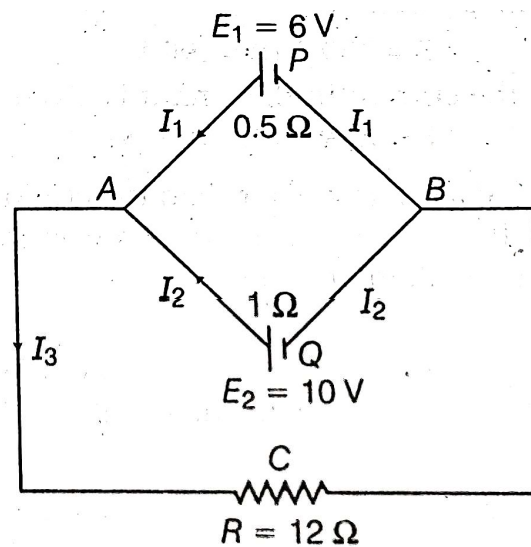 E₁ = 6 V
P
I₁
0.5 Ω
I₁
A
B
I₂
1 Ω
I₂
Q
I₃
E₂ = 10 V
C
R = 12 Ω